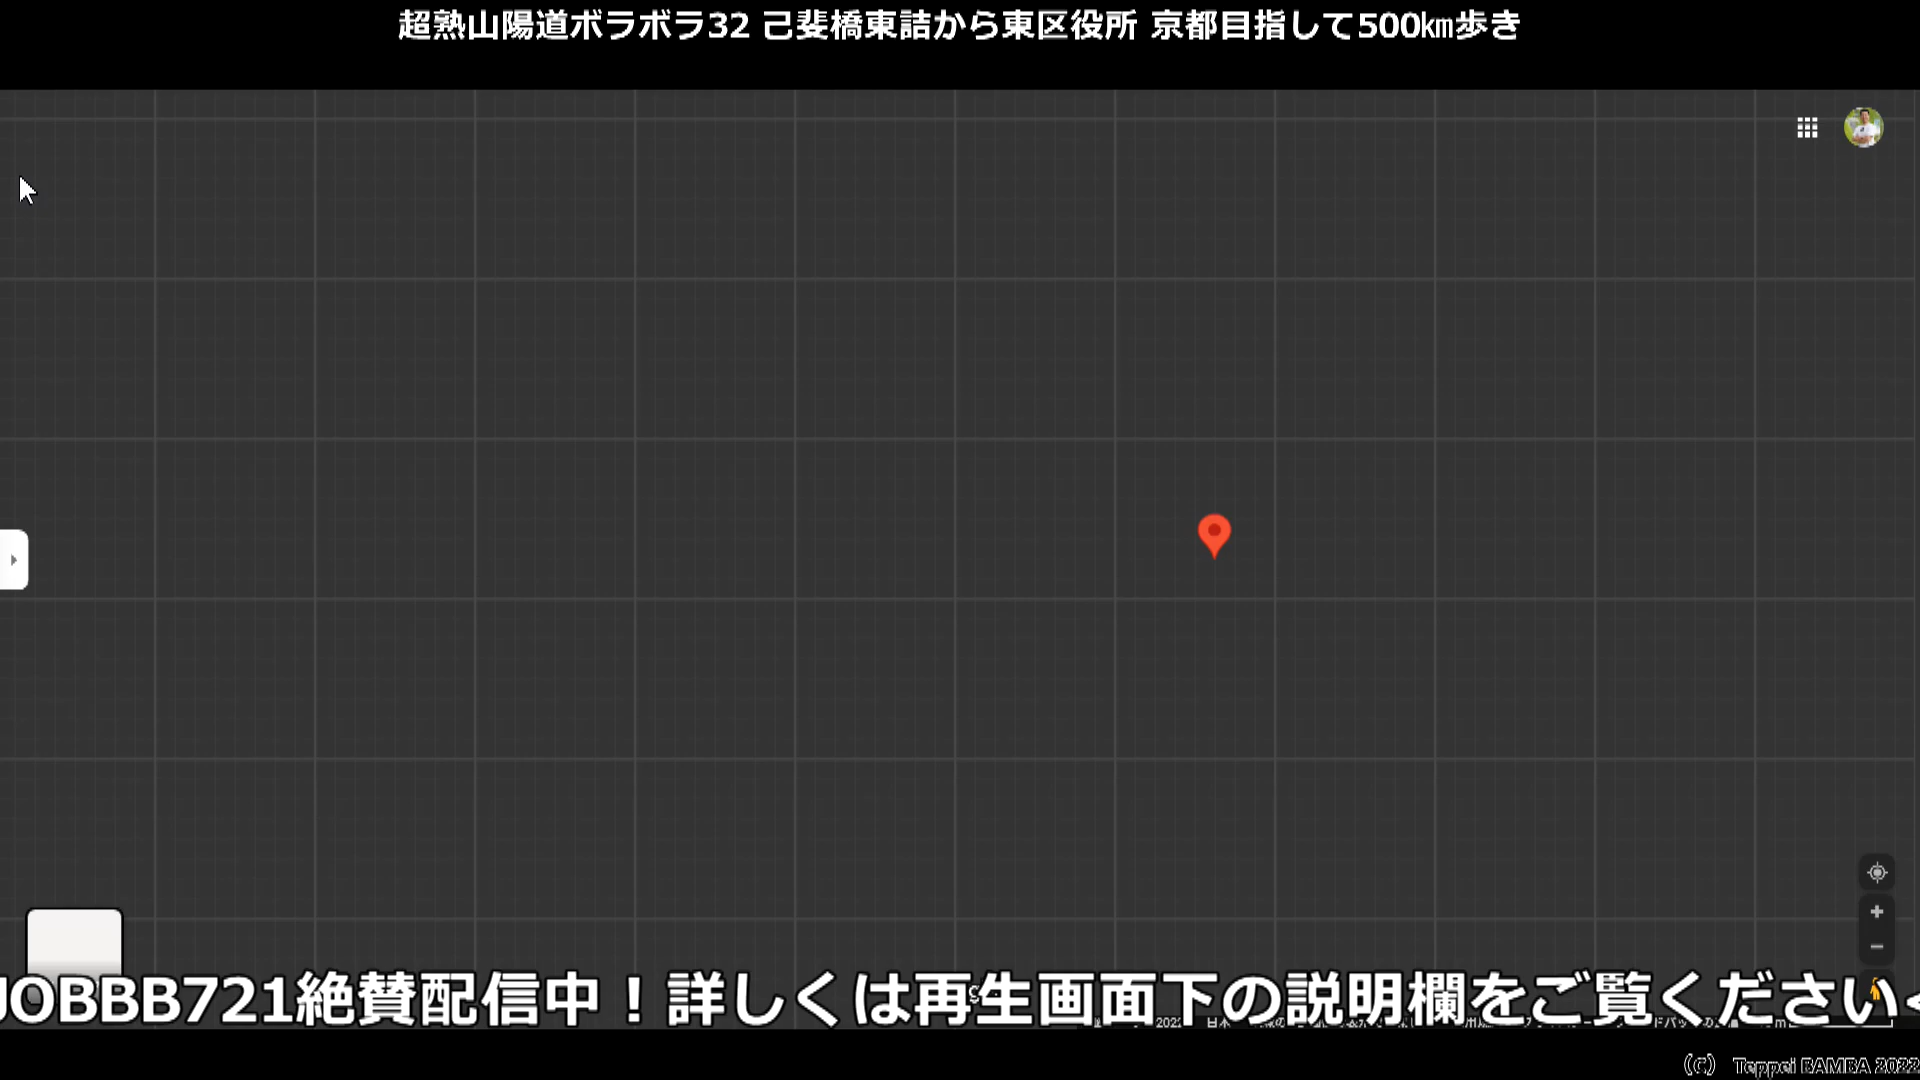 超熟山陽道ボラボラ32 己斐橋東詰から東区役所 京都目指して500㎞歩き
JOBBB721絶賛配信中！詳しくは再生画面下の説明欄をご覧ください<
2022 日本
(C) Teppei BAMBA 2022